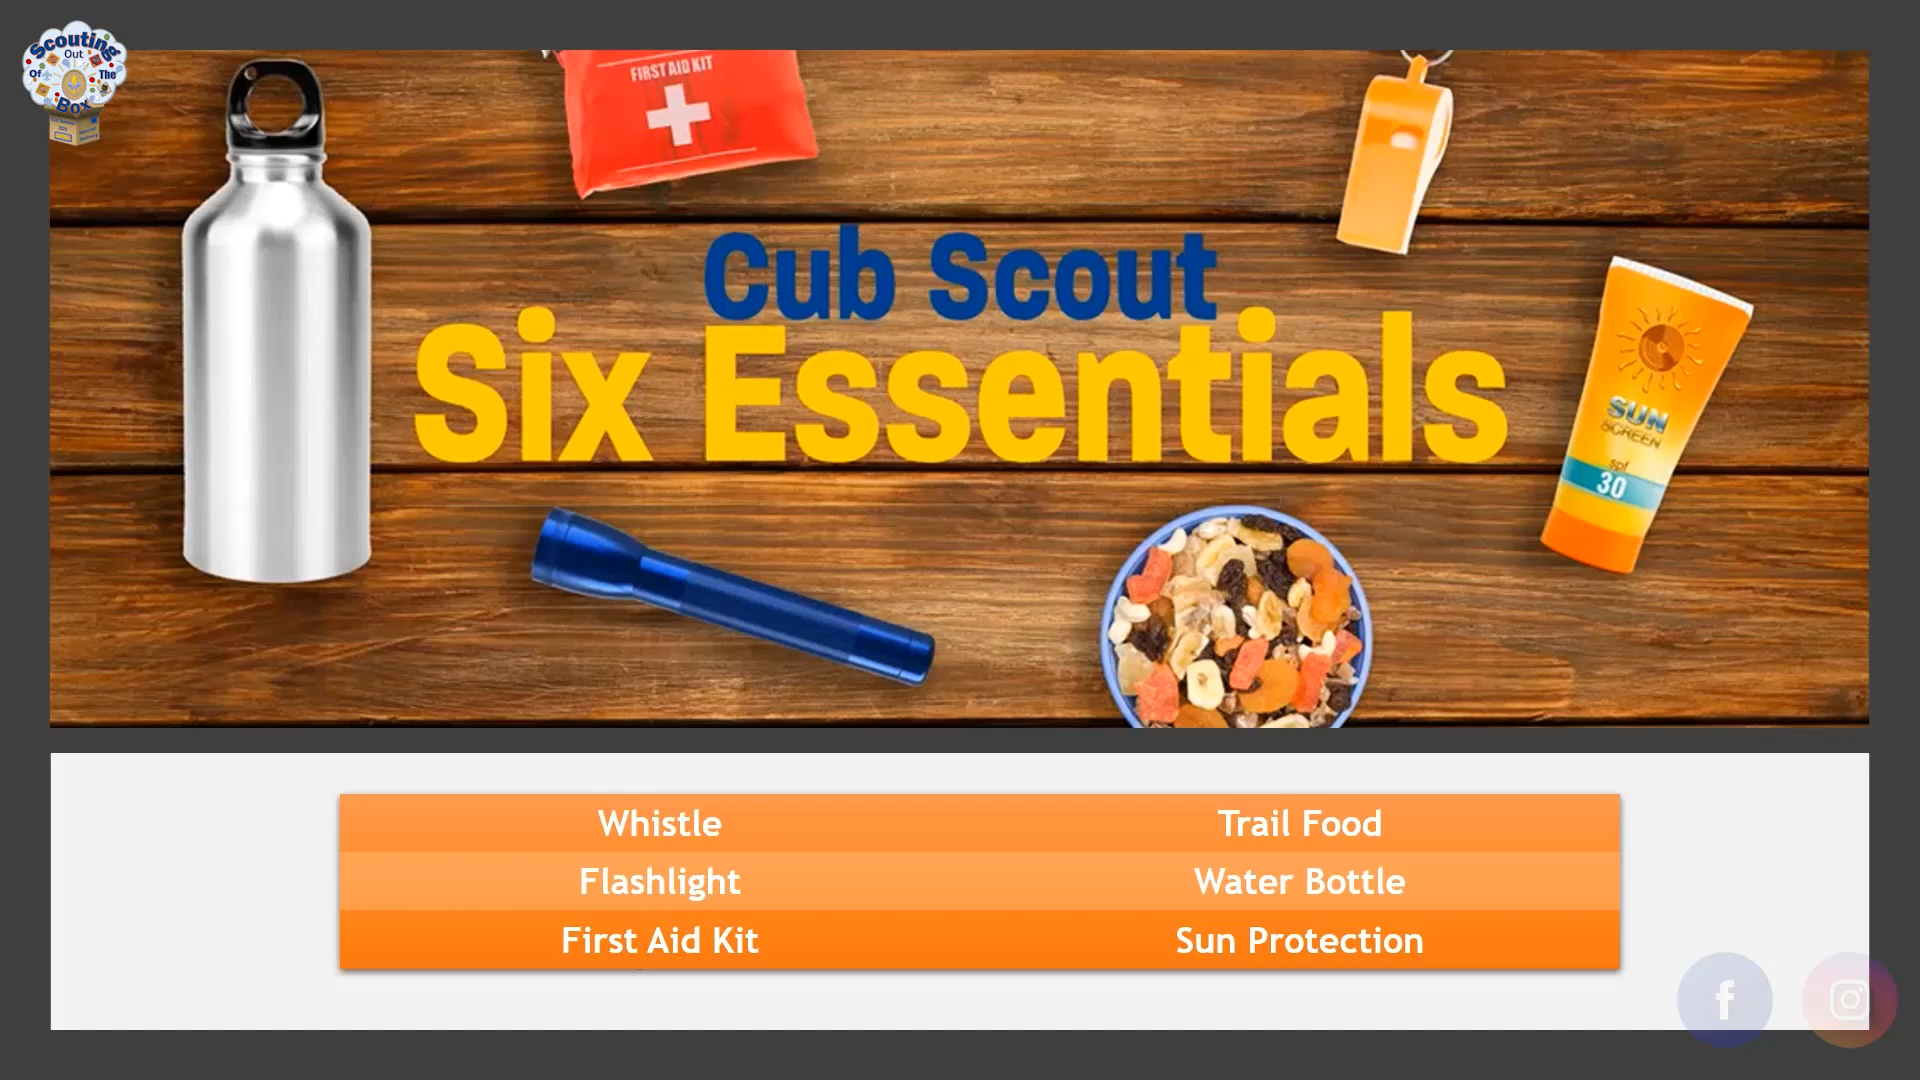 Scouting
Out
Of The
Box
FIRST AID KIT
Cub Scout
Six Essentials
SUN
SCREEN
spf
30
Whistle Trail Food
Flashlight Water Bottle
First Aid Kit Sun Protection
f